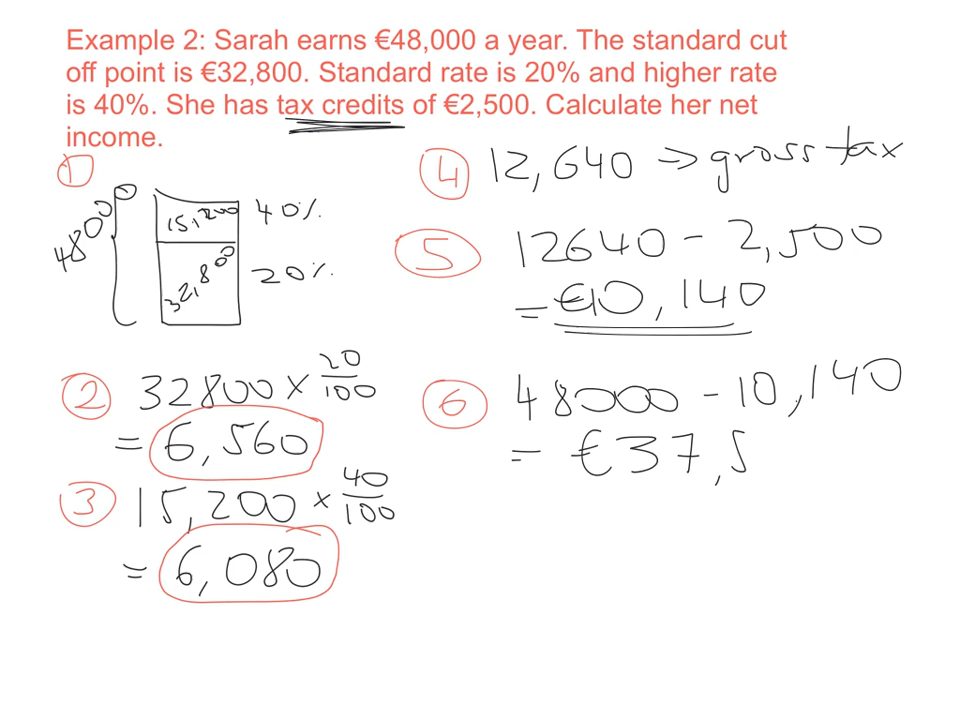 Example 2: Sarah earns €48,000 a year. The standard cut
off point is €32,800. Standard rate is 20% and higher rate
is 40%. She has tax credits of €2,500. Calculate her net
income.
1
48000
15,200 40%
32,800 20%
2 32800 × 20/100
= 6,560
3 15,200 × 40/100
= 6,080
4 12,640 ⇒ gross tax
5 12640 - 2,500
= €10,140
6 48000 - 10,140
= €37,5